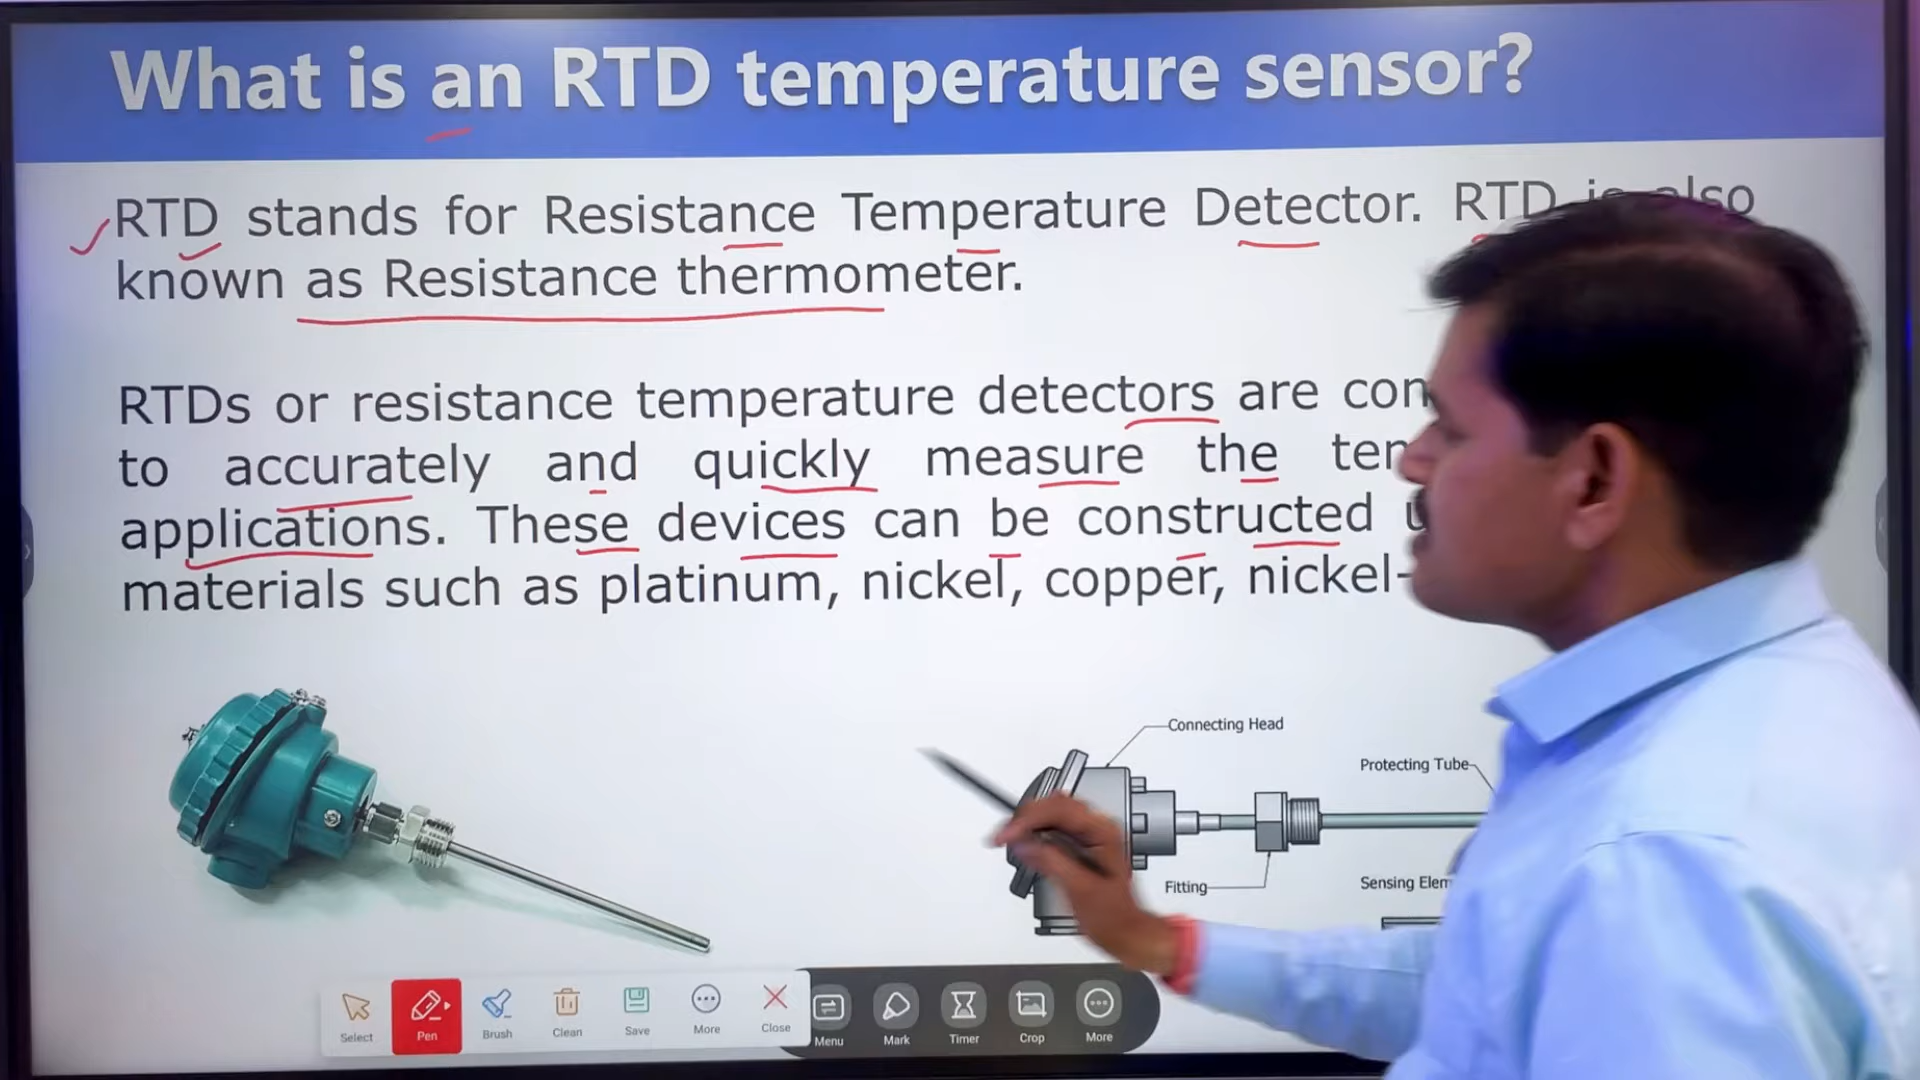 What is an RTD temperature sensor?
RTD stands for Resistance Temperature Detector. RTD is also
known as Resistance thermometer.
RTDs or resistance temperature detectors are
to accurately and quickly measure the
applications. These devices can be constructed
materials such as platinum, nickel, copper, nickel-
Connecting Head
Protecting Tube
Fitting
Sensing
Select
Pen
Brush
Clean
Save
More
Close
Menu
Mark
Timer
Crop
More